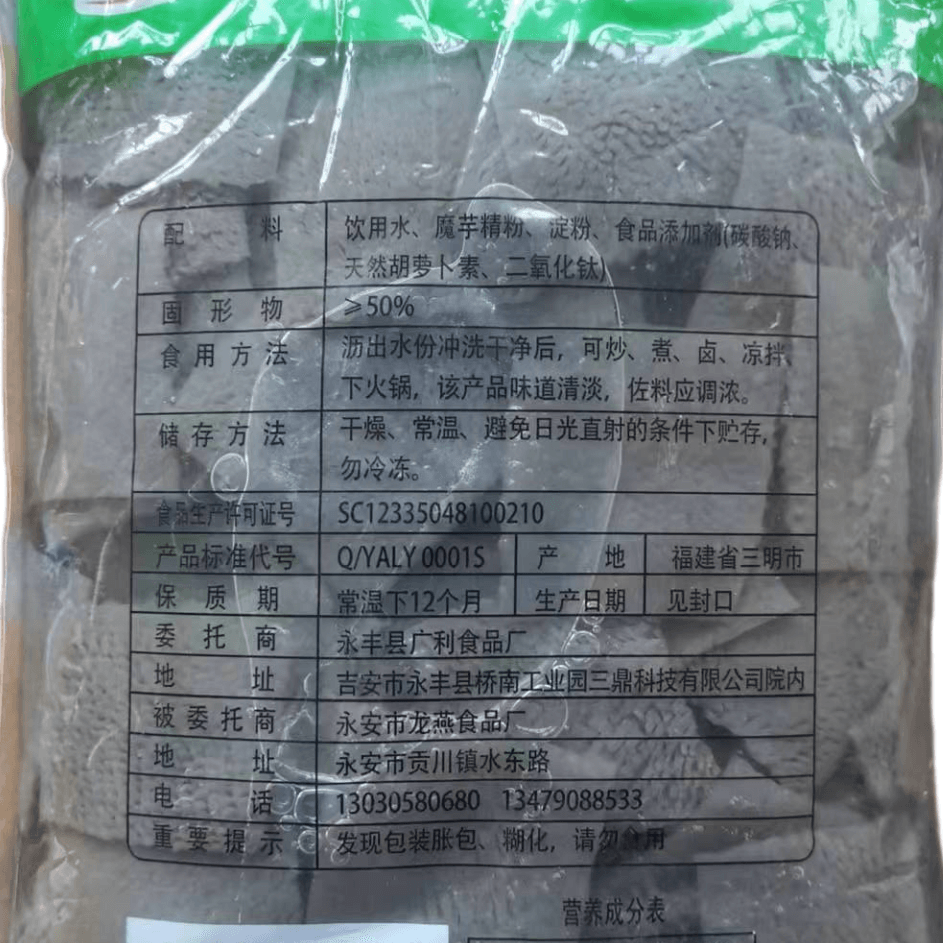 配料 饮用水、魔芋精粉、淀粉、食品添加剂(碳酸钠、
天然胡萝卜素、二氧化钛)
固形物 ≥50%
食用方法 沥出水份冲洗干净后，可炒、煮、卤、凉拌、
下火锅，该产品味道清淡，佐料应调浓。
储存方法 干燥、常温、避免日光直射的条件下贮存，
勿冷冻。
食品生产许可证号 SC12335048100210
产品标准代号 Q/YALY 0001S 产地 福建省三明市
保质期 常温下12个月 生产日期 见封口
委托商 永丰县广利食品厂
地址 吉安市永丰县桥南工业园三鼎科技有限公司院内
被委托商 永安市龙燕食品厂
地址 永安市贡川镇水东路
电话 13030580680 13479088533
重要提示 发现包装胀包、糊化，请勿食用
营养成分表